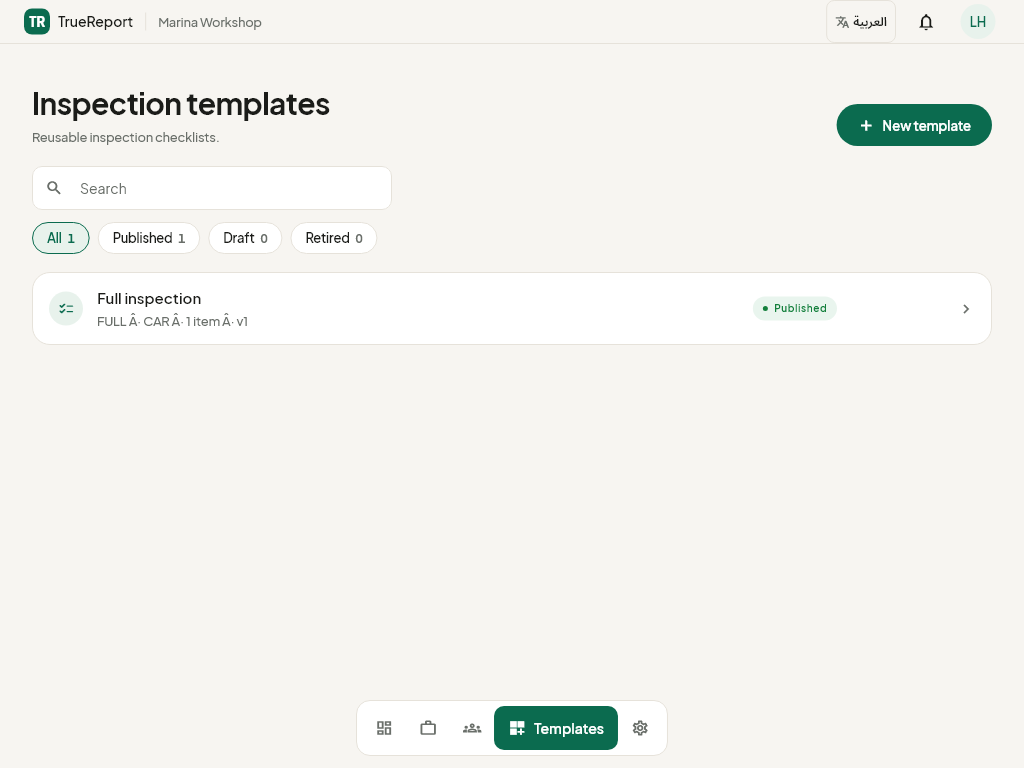 TR TrueReport Marina Workshop العربية LH
Inspection templates
Reusable inspection checklists.
+ New template
Search
All 1 Published 1 Draft 0 Retired 0
Full inspection
FULL Â· CAR Â· 1 item Â· v1
Published
Templates